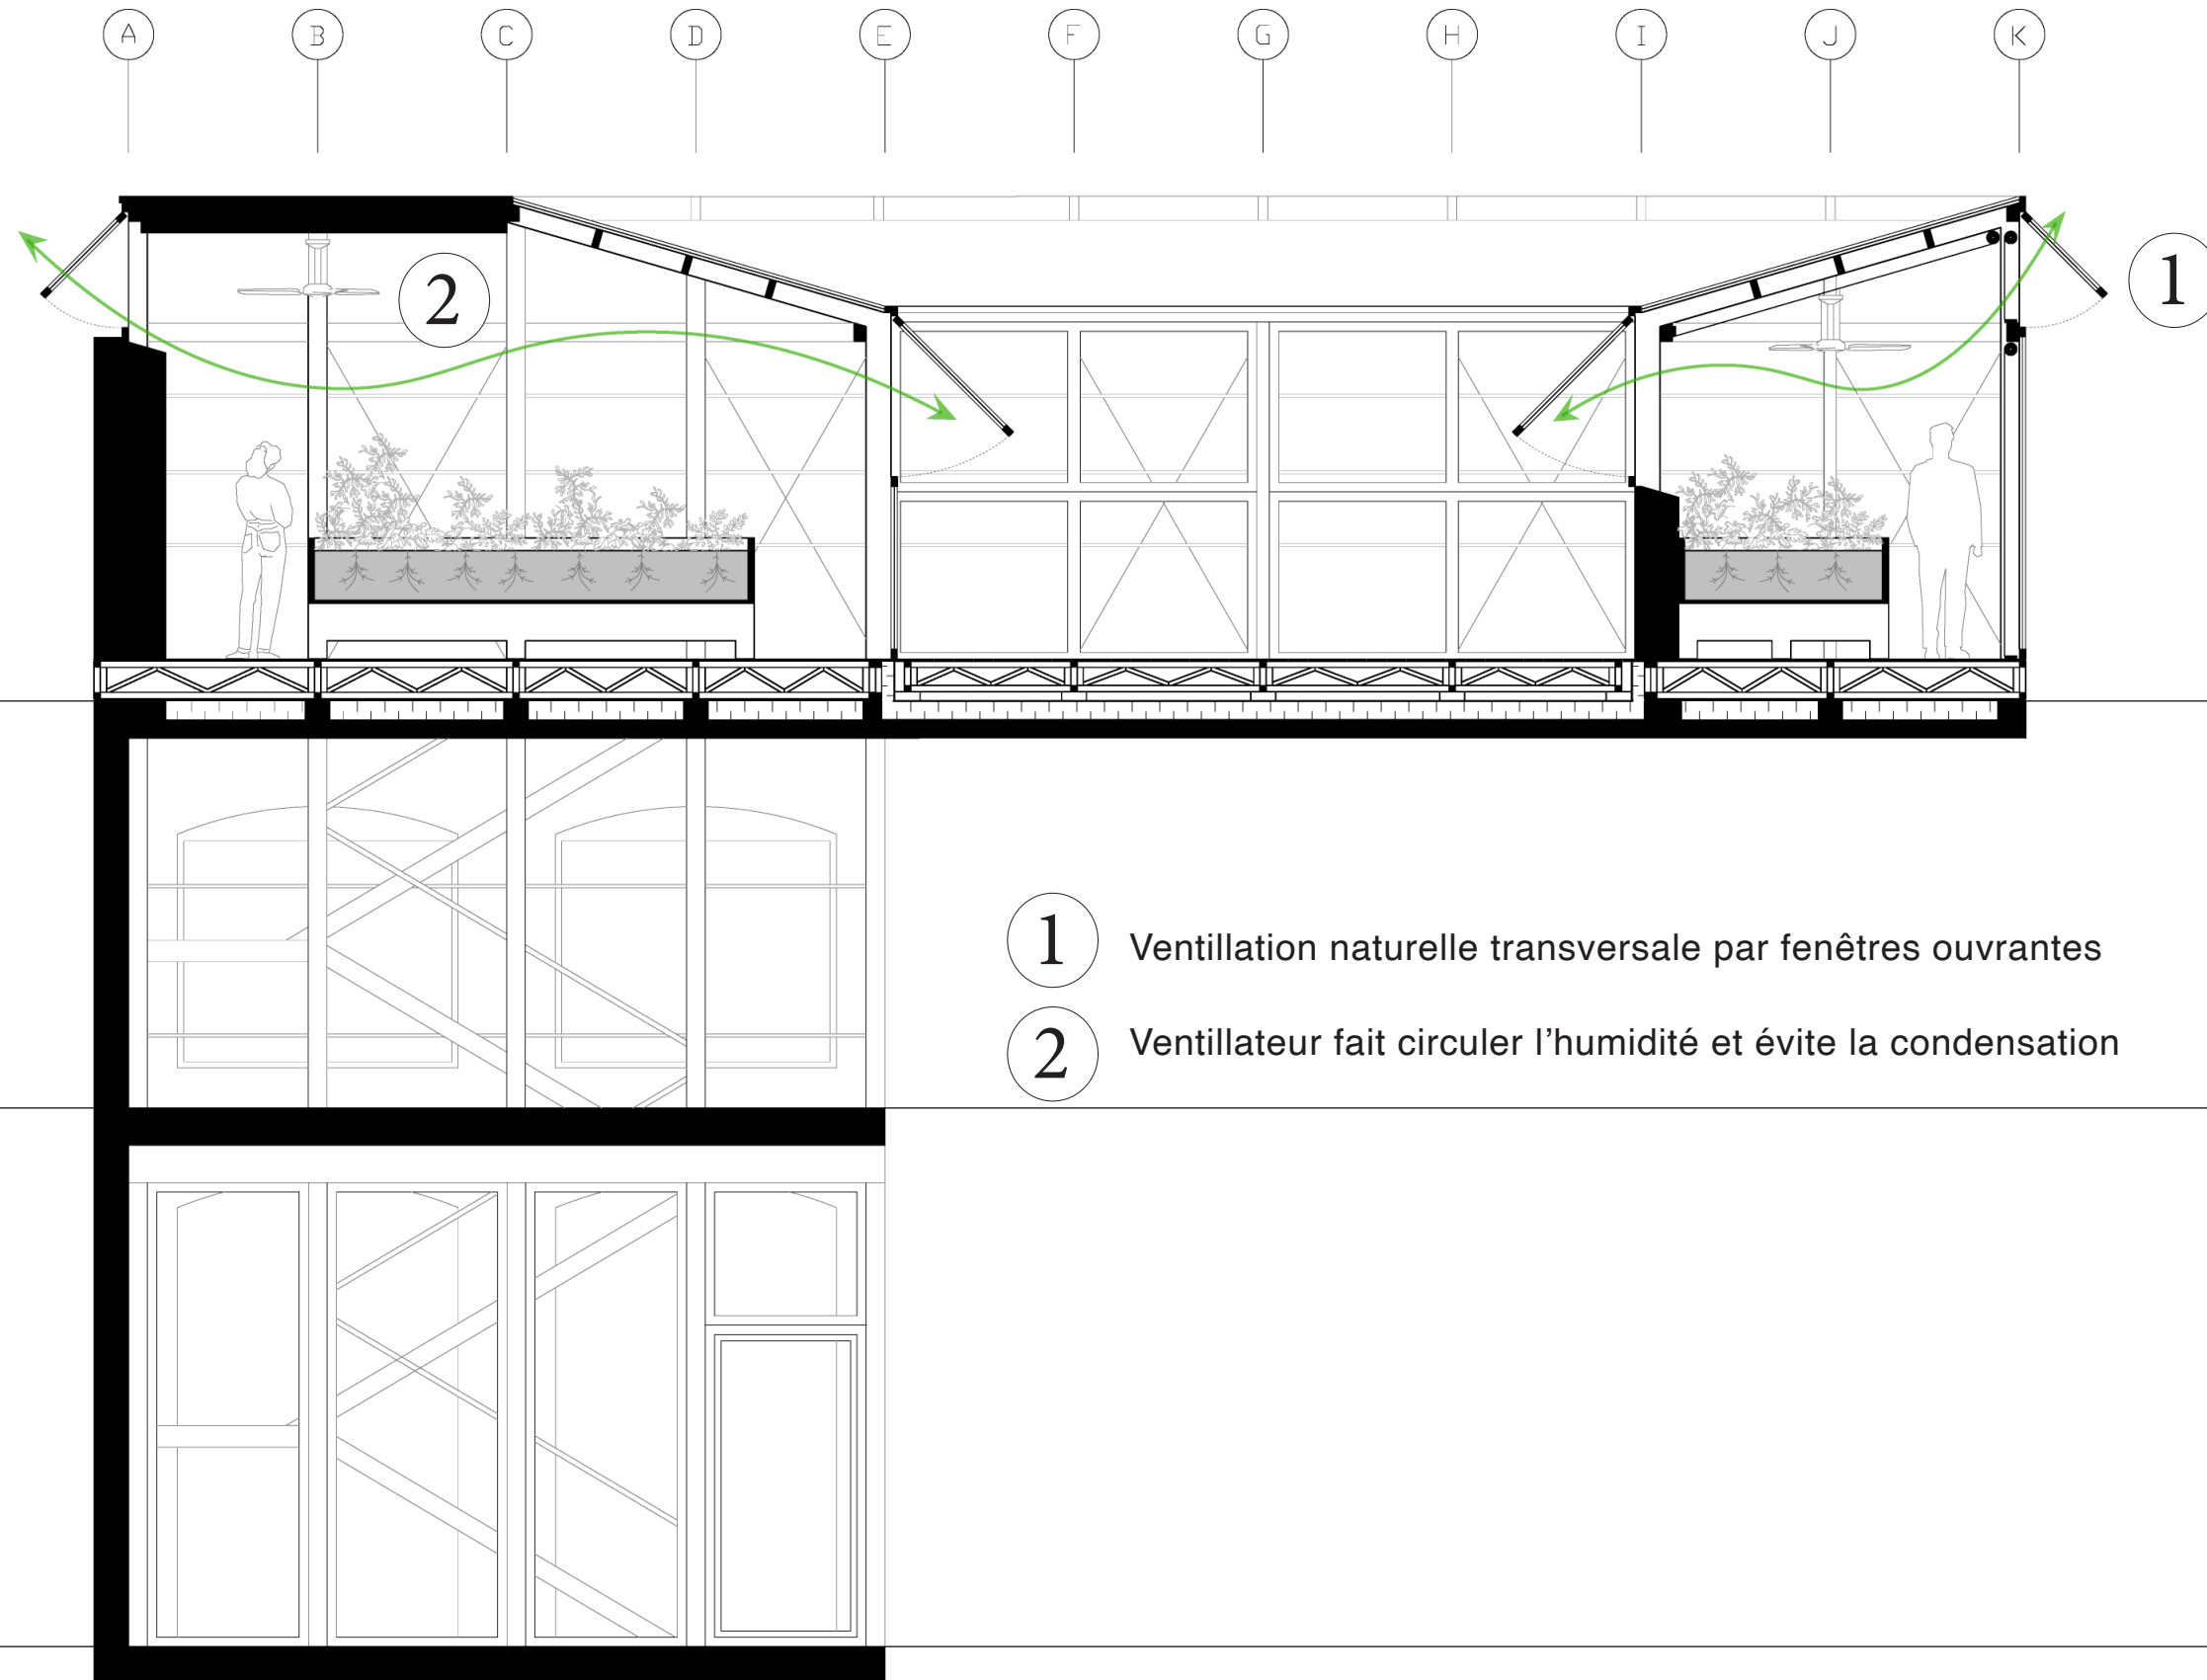 A B C D E F G H I J K
2
1
1 Ventillation naturelle transversale par fenêtres ouvrantes
2 Ventillateur fait circuler l’humidité et évite la condensation